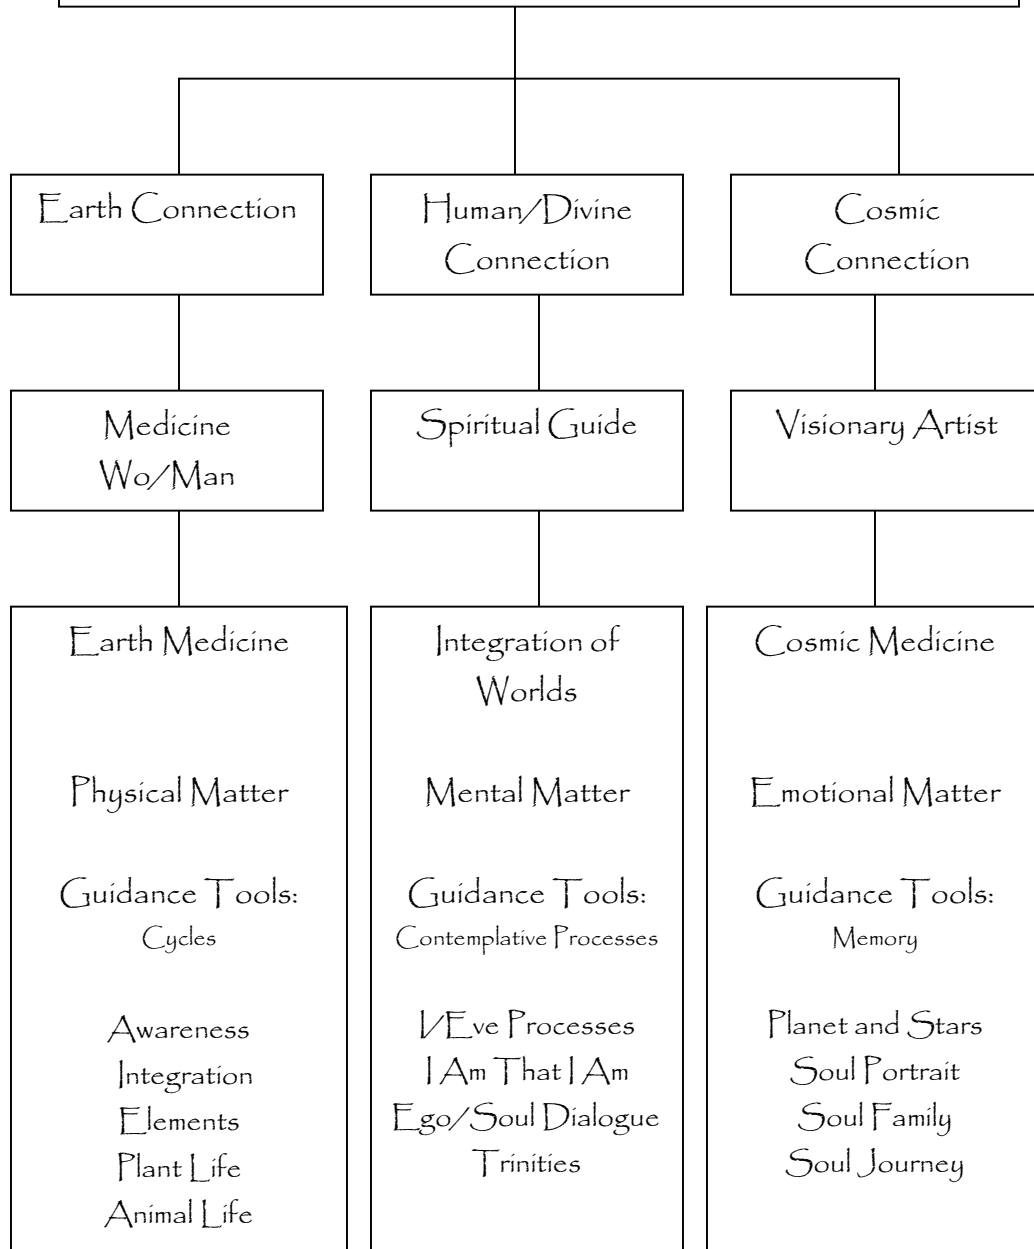 Earth Connection
Human/Divine
Connection
Cosmic
Connection
Medicine
Wo/Man
Spiritual Guide
Visionary Artist
Earth Medicine
Physical Matter
Guidance Tools:
Cycles
Awareness
Integration
Elements
Plant Life
Animal Life
Integration of
Worlds
Mental Matter
Guidance Tools:
Contemplative Processes
I/Eve Processes
I Am That I Am
Ego/Soul Dialogue
Trinities
Cosmic Medicine
Emotional Matter
Guidance Tools:
Memory
Planet and Stars
Soul Portrait
Soul Family
Soul Journey